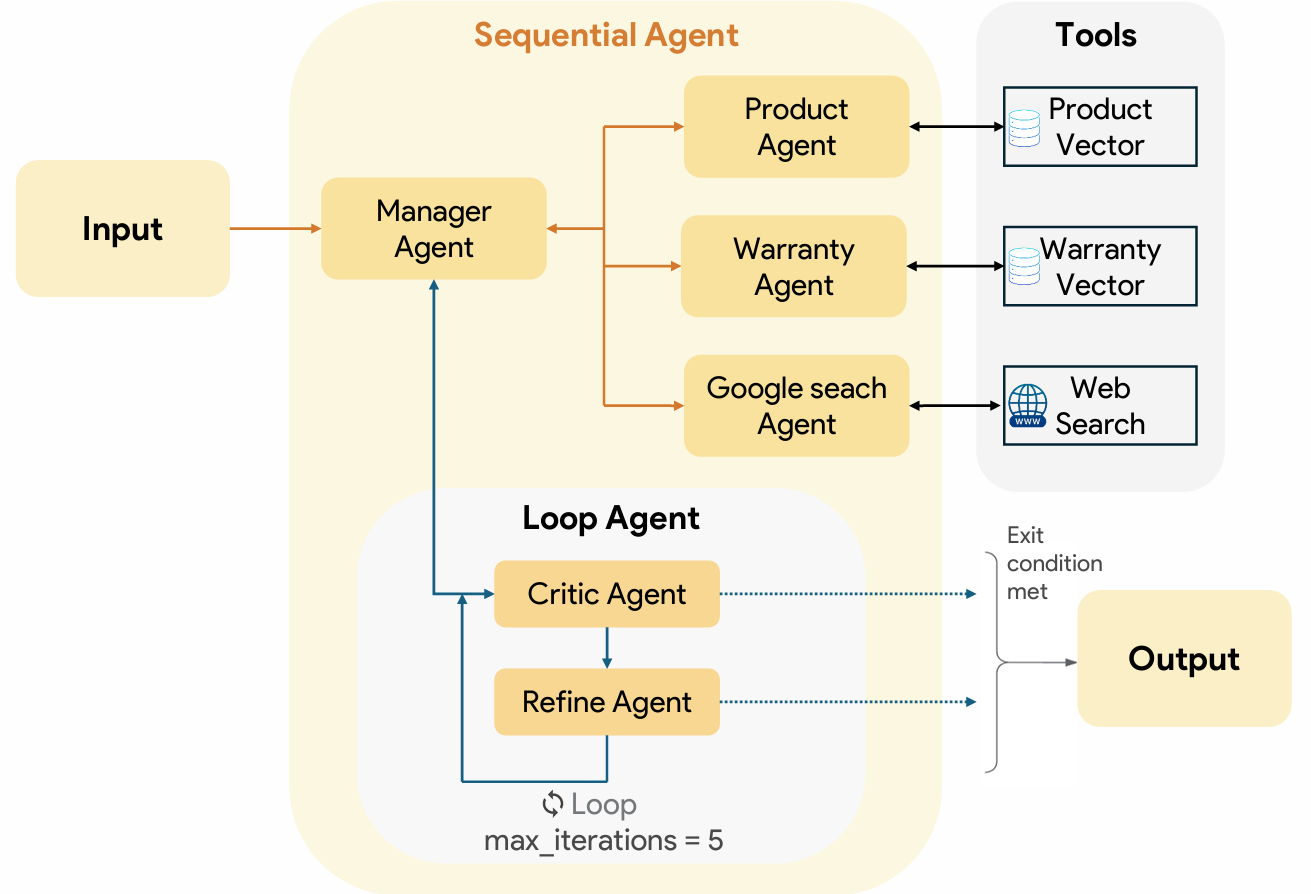 Sequential Agent
Tools
Product
Agent
Product
Vector
Input
Manager
Agent
Warranty
Agent
Warranty
Vector
Google seach
Agent
Web
Search
www
Loop Agent
Exit
condition
met
Critic Agent
Refine Agent
Output
Loop
max_iterations = 5